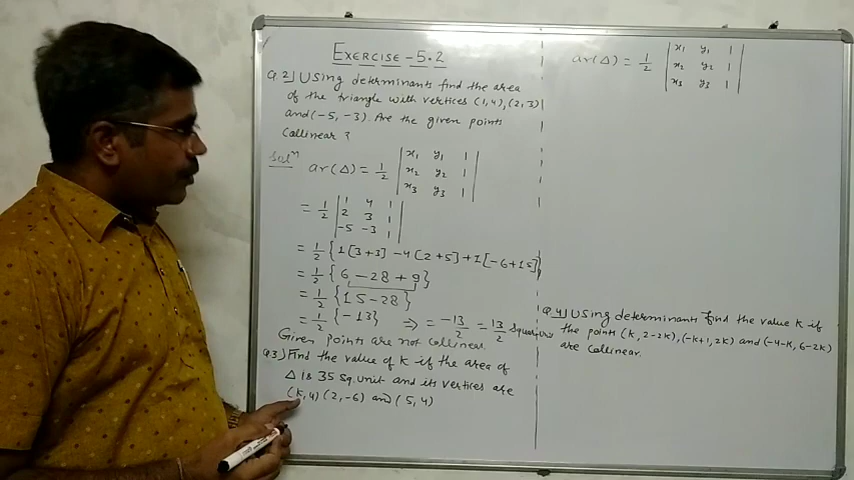 EXERCISE - 5.2
Q.2] Using determinants find the area
of the triangle with vertices (1,4), (2,3)
and (-5, -3). Are the given points
Collinear ?
Solⁿ ar(Δ) = 1/2 | x₁ y₁ 1 |
| x₂ y₂ 1 |
| x₃ y₃ 1 |
= 1/2 | 1 4 1 |
| 2 3 1 |
| -5 -3 1 |
= 1/2 { 1[3+3] -4[2+5] +1[-6+15] }
= 1/2 { 6 - 28 + 9 }
= 1/2 { 15 - 28 }
= 1/2 { -13 } ⇒ = -13/2 = 13/2 Square units
Given points are not collinear.
Q.3] Find the value of K if the area of
Δ is 35 Sq. unit and its vertices are
(K,4) (2,-6) and (5,4)
ar(Δ) = 1/2 | x₁ y₁ 1 |
| x₂ y₂ 1 |
| x₃ y₃ 1 |
Q.4] Using determinants find the value K if
the points (K, 2-2K), (-K+1, 2K) and (-4-K, 6-2K)
are Collinear.